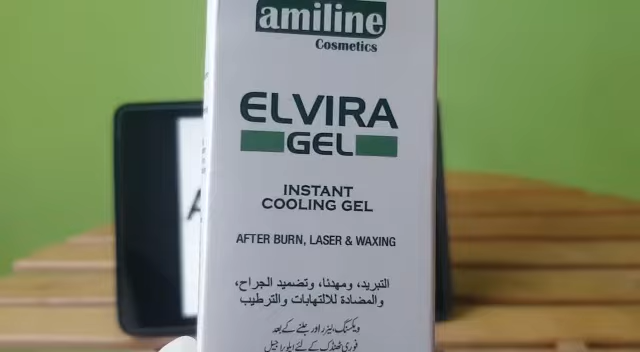 amiline
Cosmetics
ELVIRA
GEL
INSTANT
COOLING GEL
AFTER BURN, LASER & WAXING
التبريد، ومهدئا، وتضميد الجراح،
والمضادة للالتهابات والترطيب
ویکسنگ، لیزر اور جلنے کے بعد
فوری ٹھنڈک کے لئے ایلویرا جیل